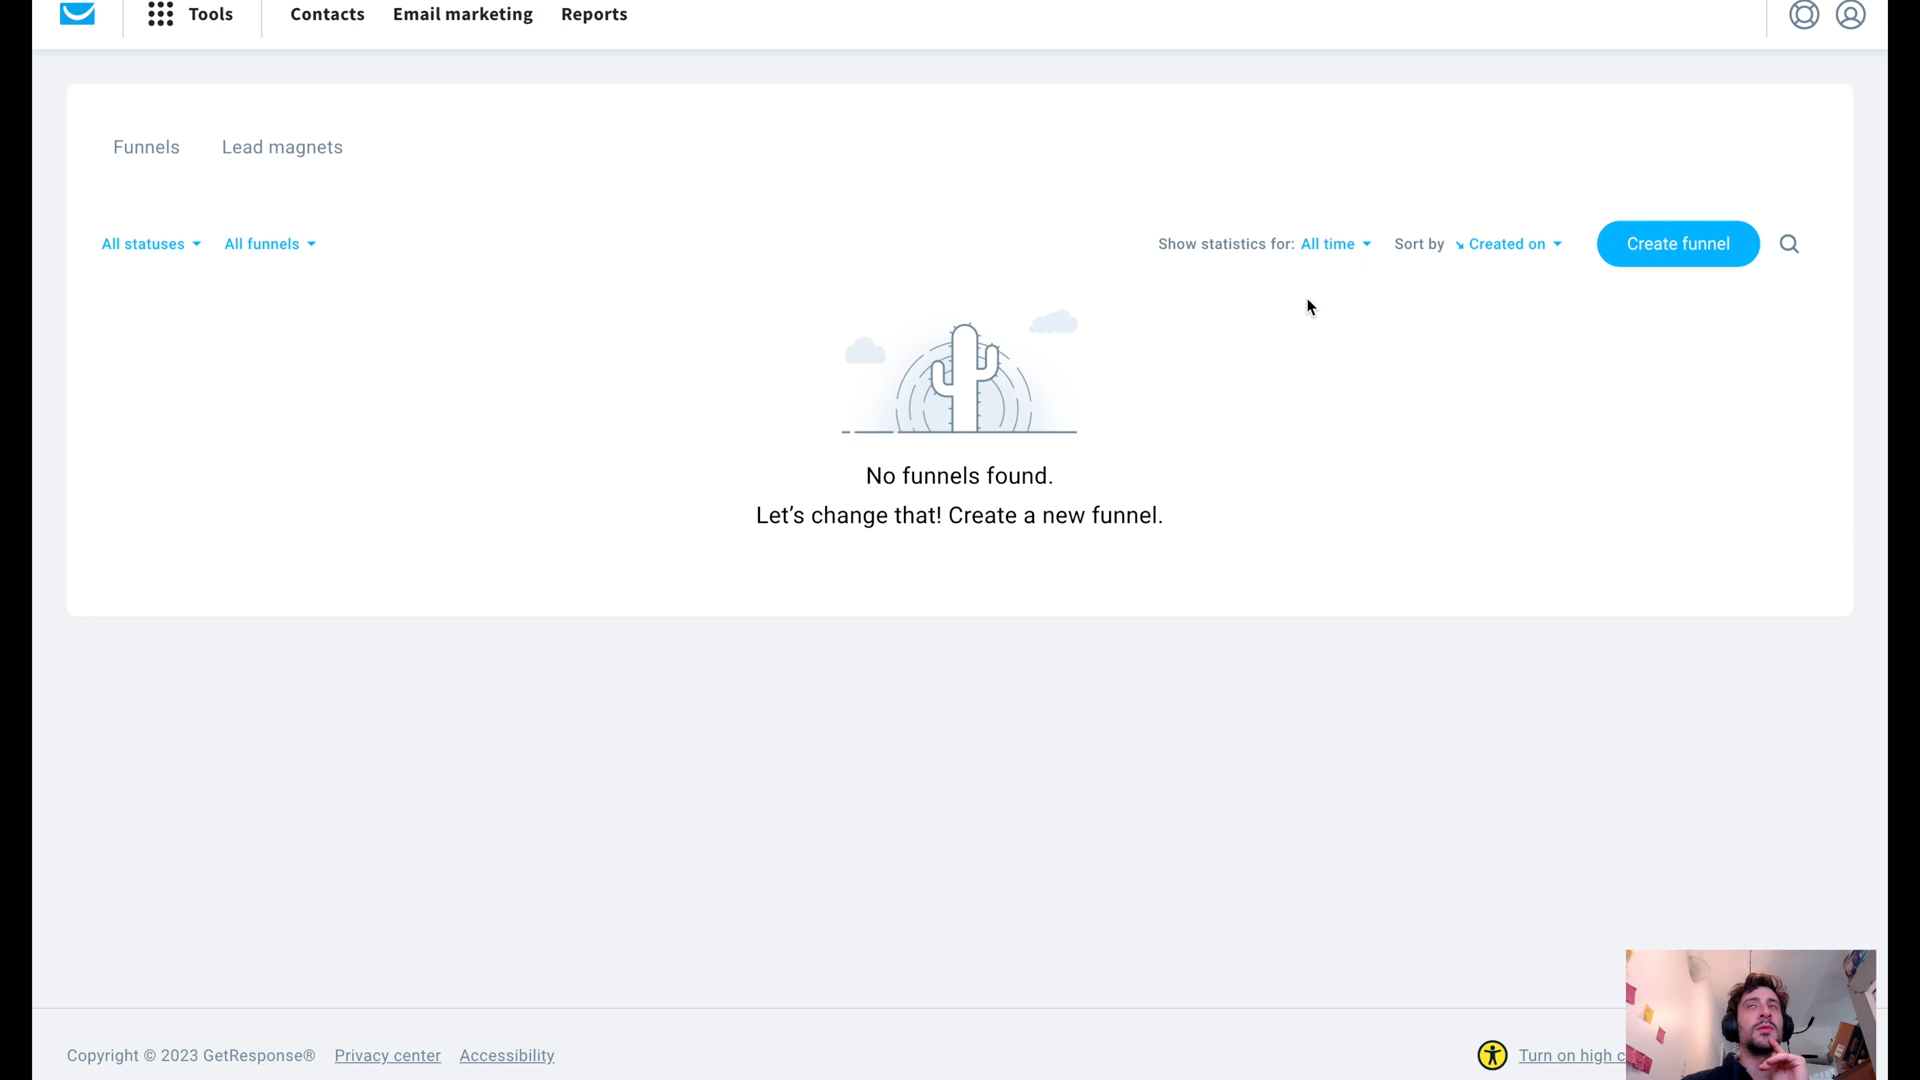 Tools Contacts Email marketing Reports
Funnels Lead magnets
All statuses All funnels Show statistics for: All time Sort by Created on Create funnel
No funnels found.
Let’s change that! Create a new funnel.
Copyright © 2023 GetResponse® Privacy center Accessibility Turn on high